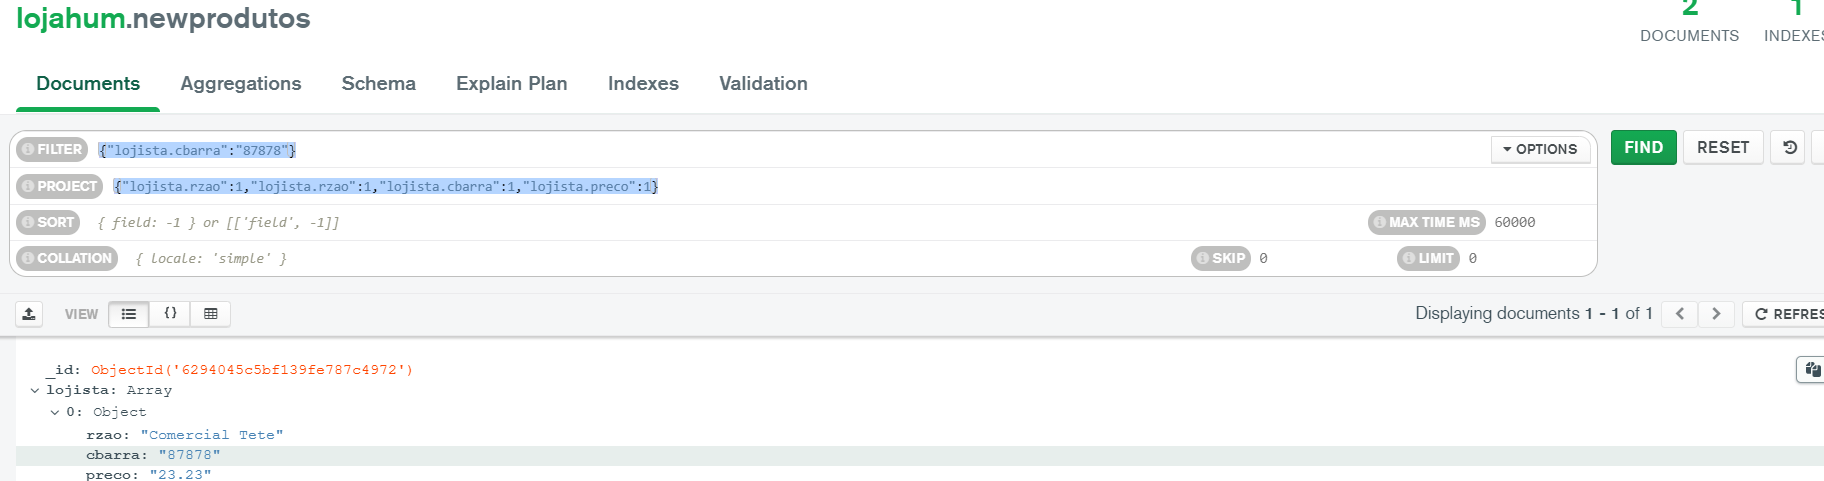 lojahum.newprodutos
2 1
DOCUMENTS INDEXES
Documents Aggregations Schema Explain Plan Indexes Validation
FILTER {"lojista.cbarra":"87878"} OPTIONS FIND RESET
PROJECT {"lojista.rzao":1,"lojista.rzao":1,"lojista.cbarra":1,"lojista.preco":1}
SORT { field: -1 } or [['field', -1]] MAX TIME MS 60000
COLLATION { locale: 'simple' } SKIP 0 LIMIT 0
VIEW {} Displaying documents 1 - 1 of 1 REFRES
_id: ObjectId('6294045c5bf139fe787c4972')
lojista: Array
0: Object
rzao: "Comercial Tete"
cbarra: "87878"
preco: "23.23"